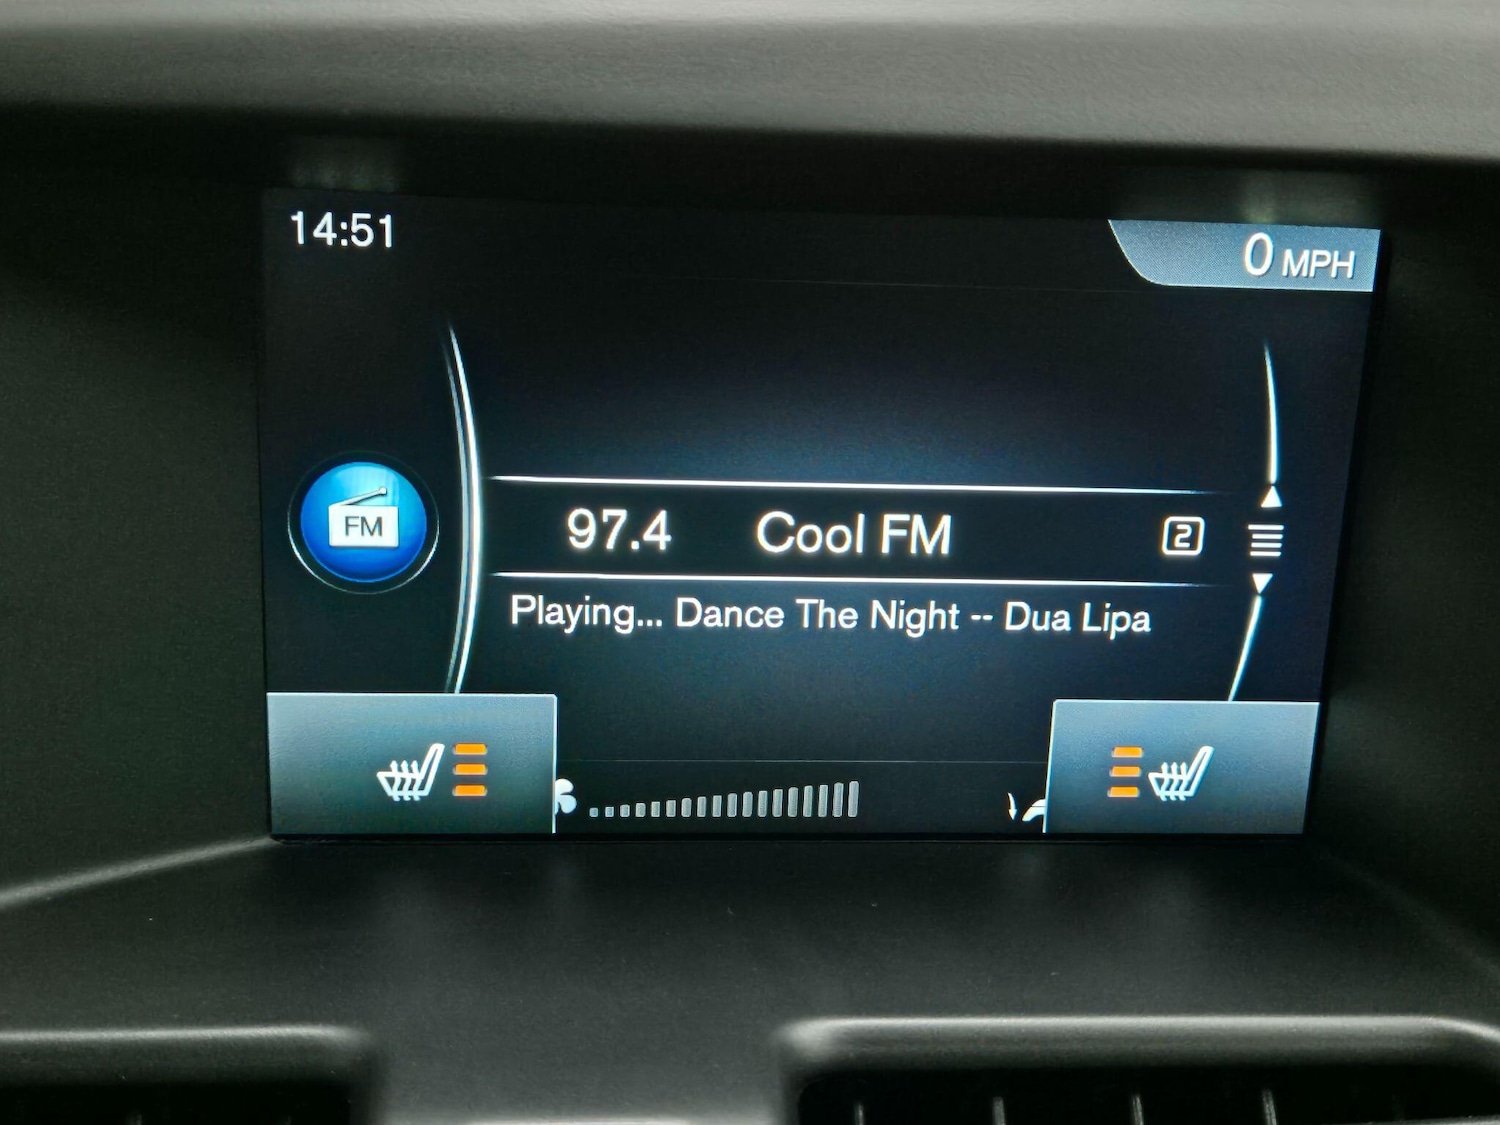 14:51
0 MPH
FM
97.4 Cool FM 2
Playing... Dance The Night -- Dua Lipa